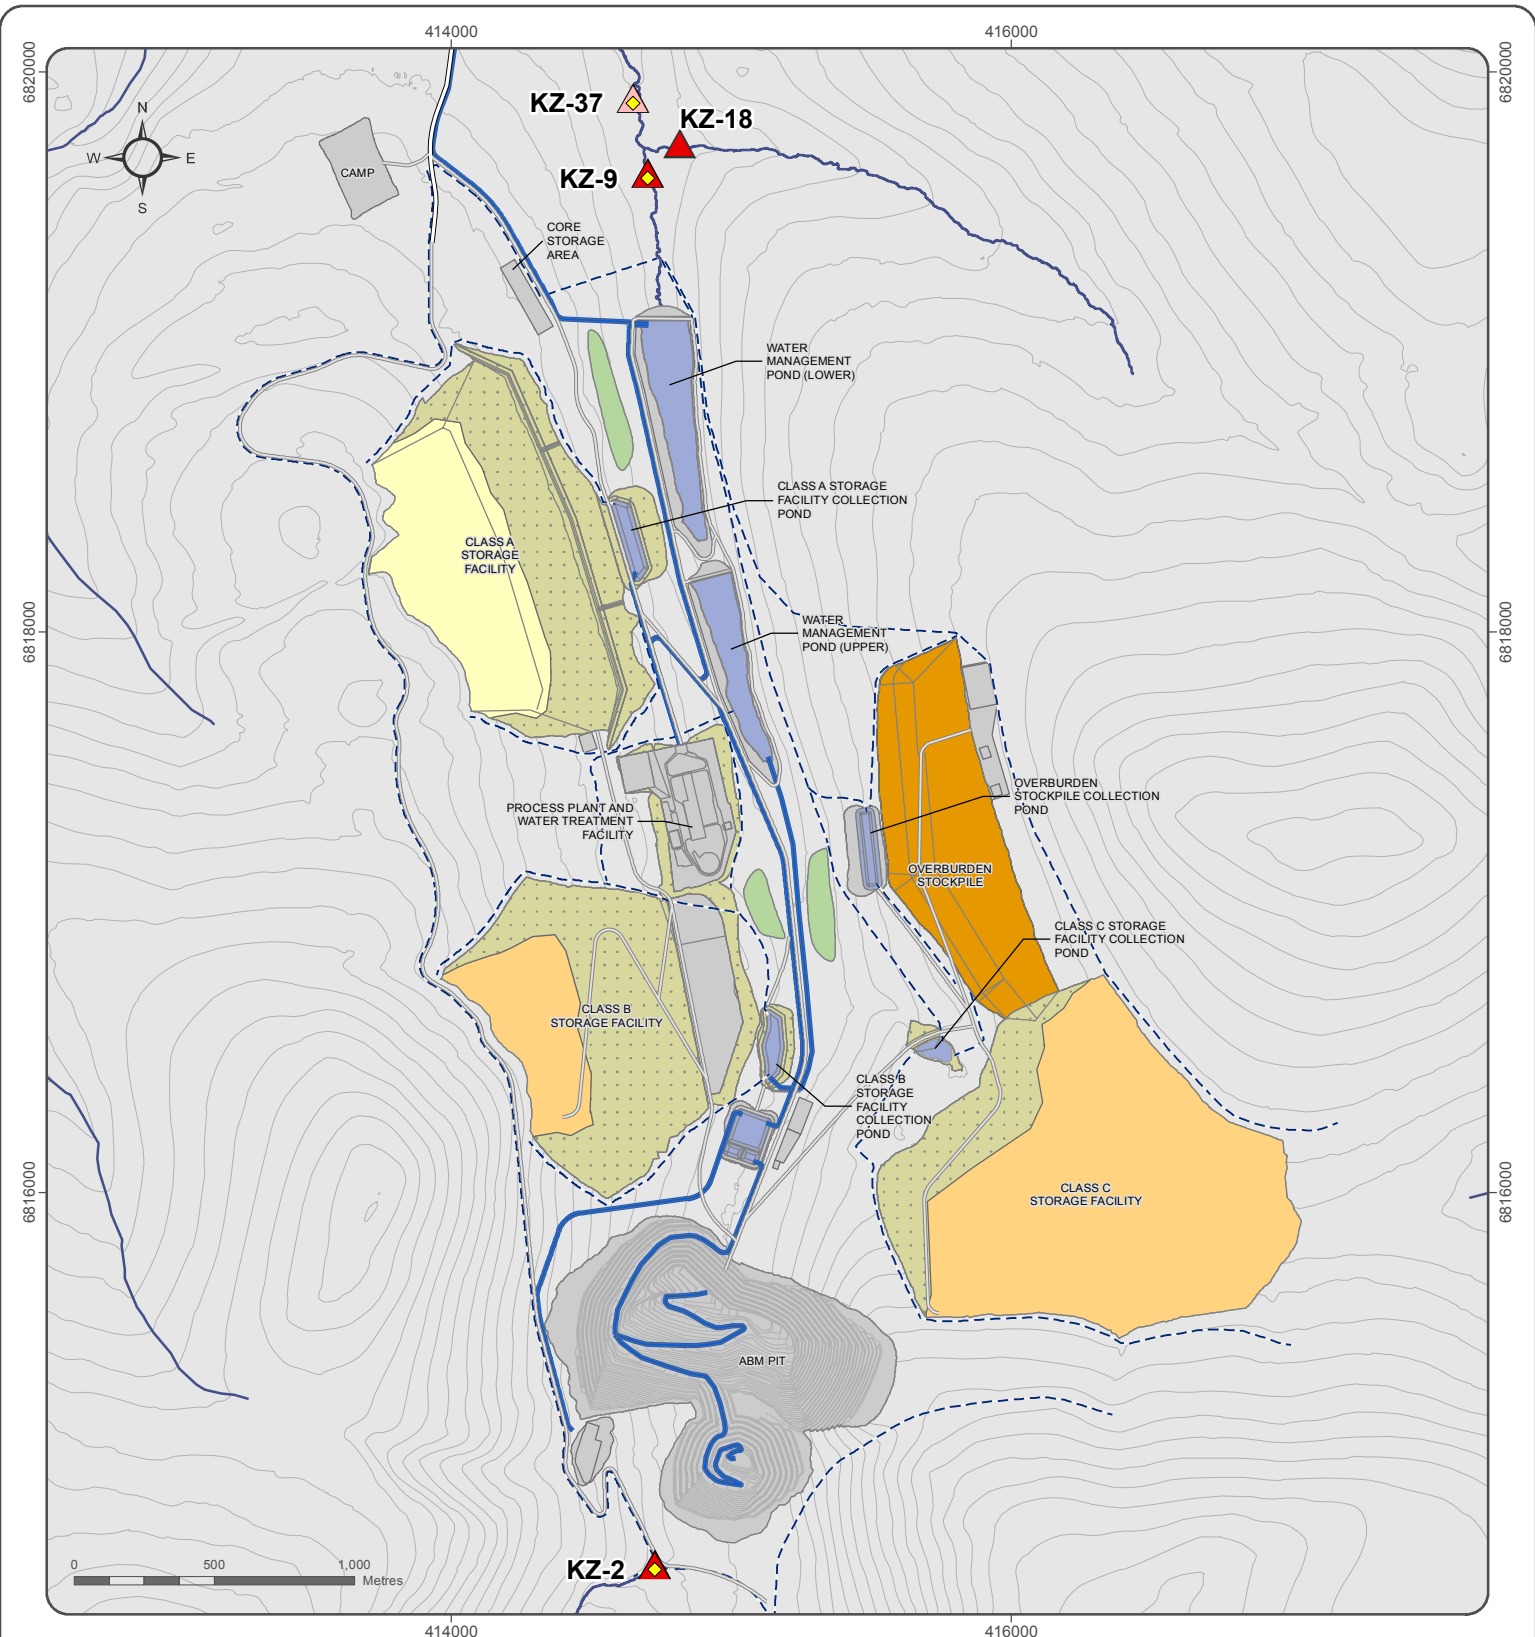 414000
416000
6820000
6820000
KZ-37
KZ-18
N
W
E
S
CAMP
KZ-9
CORE
STORAGE
AREA
WATER
MANAGEMENT
POND (LOWER)
CLASS A STORAGE
FACILITY COLLECTION
POND
CLASS A
STORAGE
FACILITY
6818000
6818000
WATER
MANAGEMENT
POND (UPPER)
OVERBURDEN
STOCKPILE COLLECTION
POND
PROCESS PLANT AND
WATER TREATMENT
FACILITY
OVERBURDEN
STOCKPILE
CLASS C STORAGE
FACILITY COLLECTION
POND
CLASS B
STORAGE FACILITY
CLASS B
STORAGE
FACILITY
COLLECTION
POND
6816000
6816000
CLASS C
STORAGE FACILITY
ABM PIT
KZ-2
0
500
1,000
Metres
414000
416000